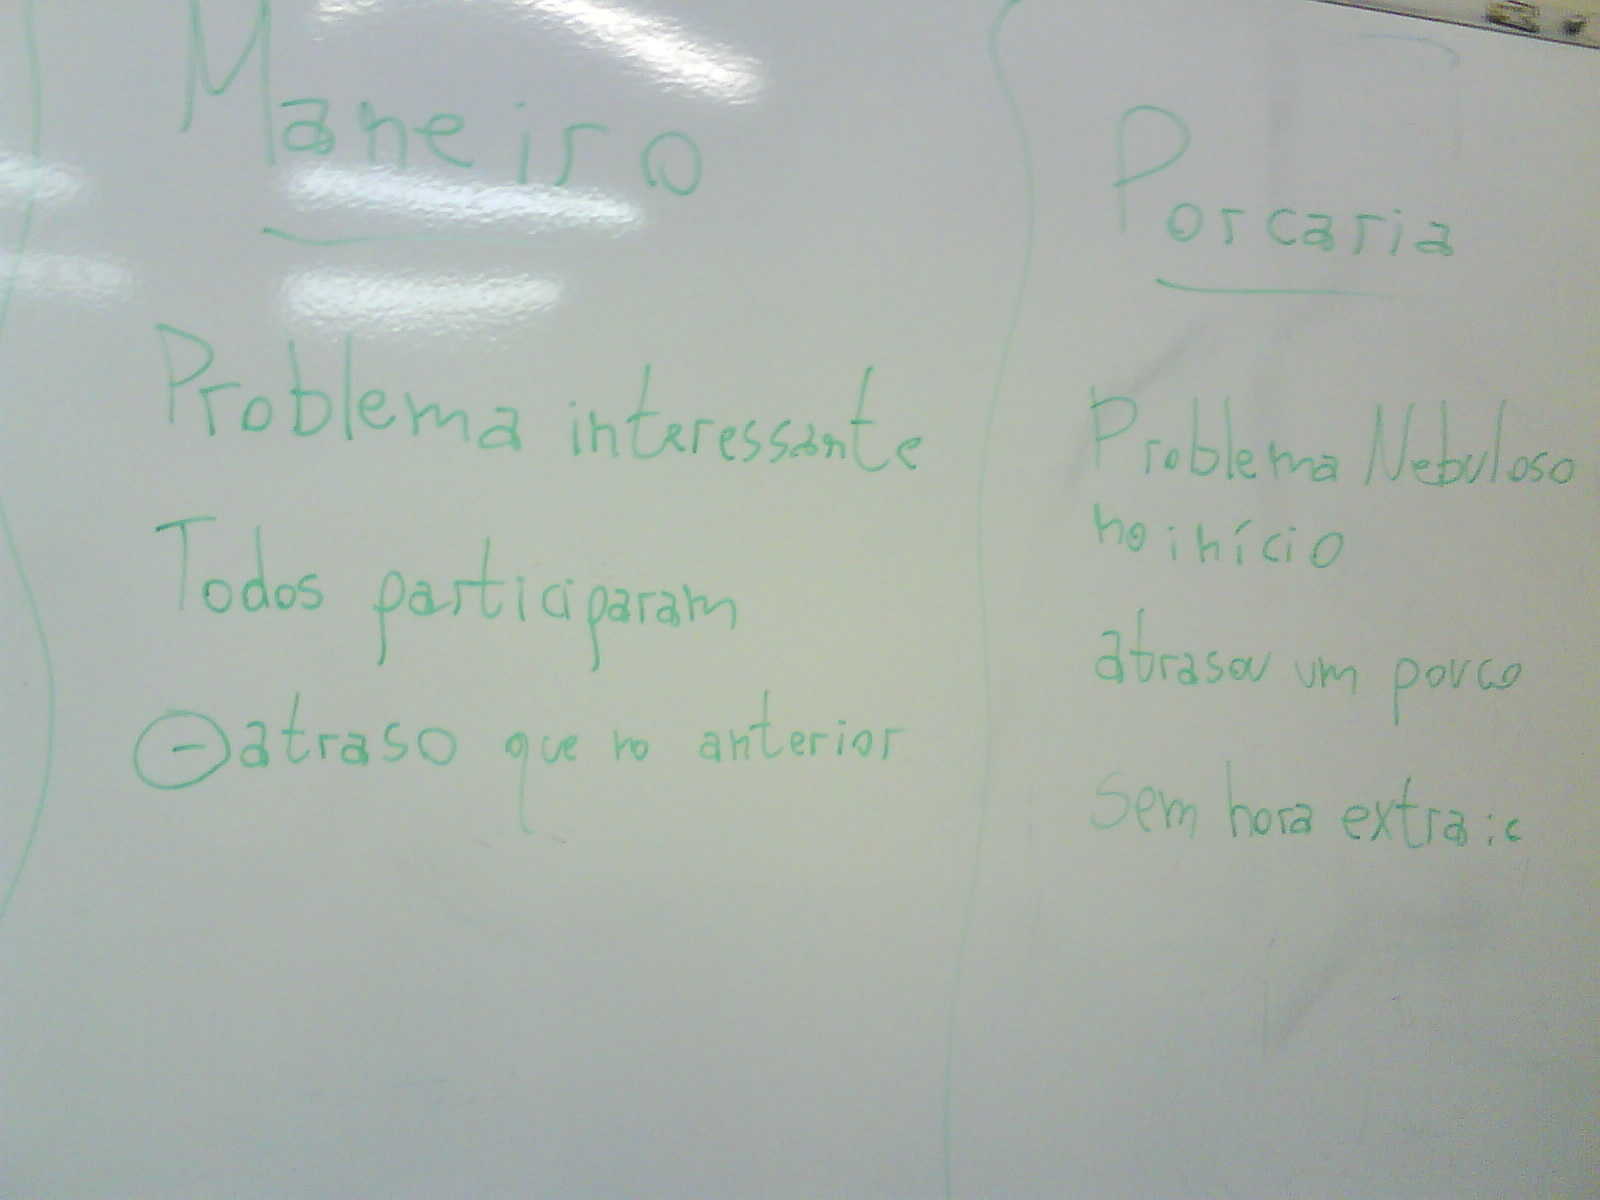 Maneiro
Problema interessante
Todos participaram
- atraso que no anterior
Porcaria
Problema Nebuloso
no início
atrasou um pouco
Sem hora extra :c